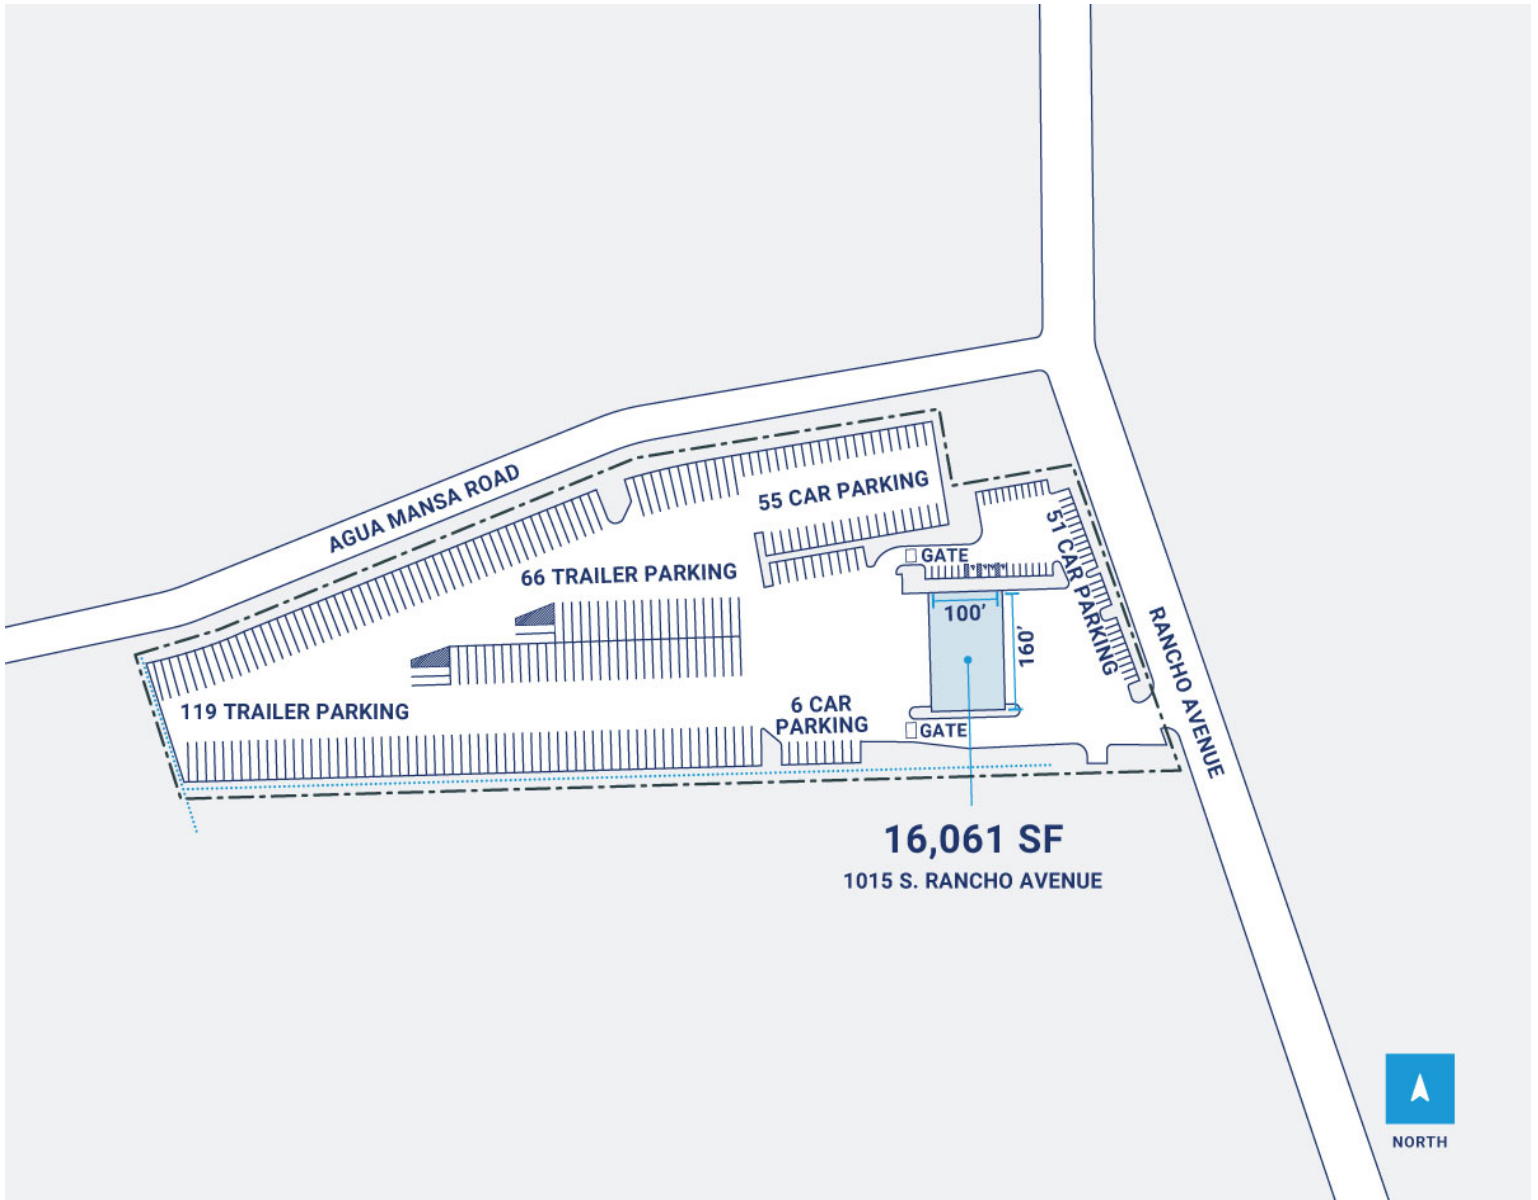 AGUA MANSA ROAD
55 CAR PARKING
51 CAR PARKING
GATE
66 TRAILER PARKING
100'
160'
RANCHO AVENUE
119 TRAILER PARKING
6 CAR
PARKING
GATE
16,061 SF
1015 S. RANCHO AVENUE
NORTH